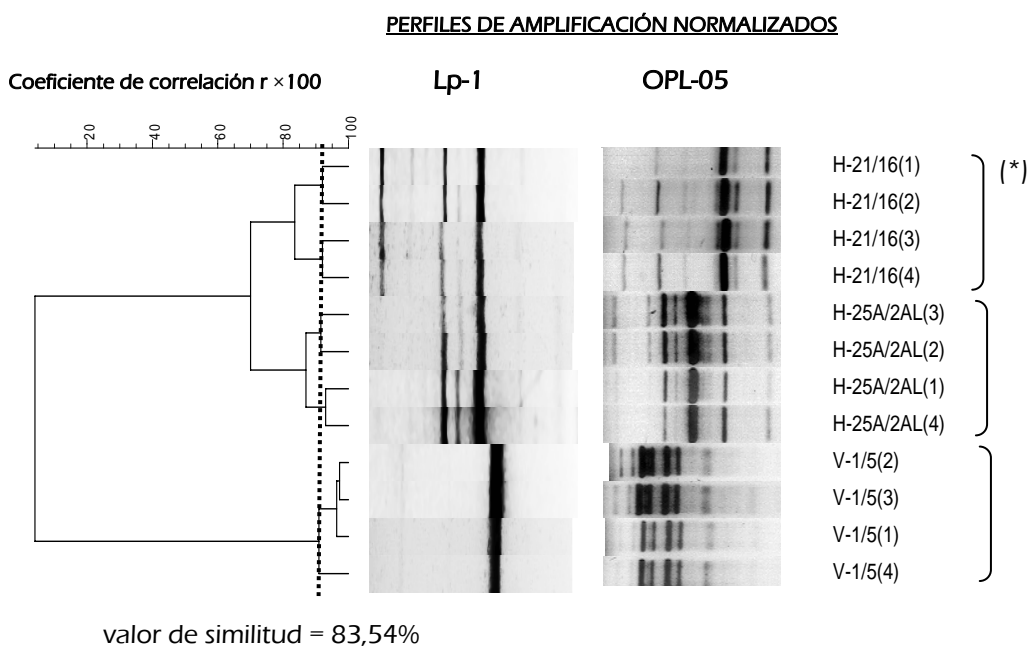 PERFILES DE AMPLIFICACIÓN NORMALIZADOS
Coeficiente de correlación r ×100
Lp-1
OPL-05
20
40
60
80
100
H-21/16(1)
(*)
H-21/16(2)
H-21/16(3)
H-21/16(4)
H-25A/2AL(3)
H-25A/2AL(2)
H-25A/2AL(1)
H-25A/2AL(4)
V-1/5(2)
V-1/5(3)
V-1/5(1)
V-1/5(4)
valor de similitud = 83,54%